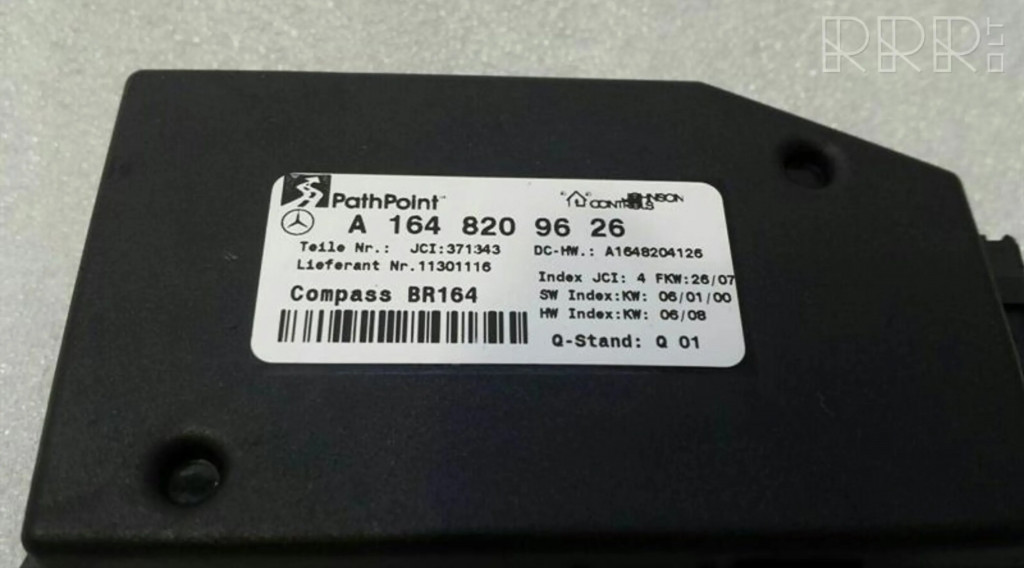 RRR.LT
PathPoint™
JOHNSON
CONTROLS
A 164 820 96 26
Teile Nr.: JCI:371343
DC-HW.: A1648204126
Lieferant Nr.11301116
Index JCI: 4 FKW:26/07
Compass BR164
SW Index:KW: 06/01/00
HW Index:KW: 06/08
Q-Stand: Q 01